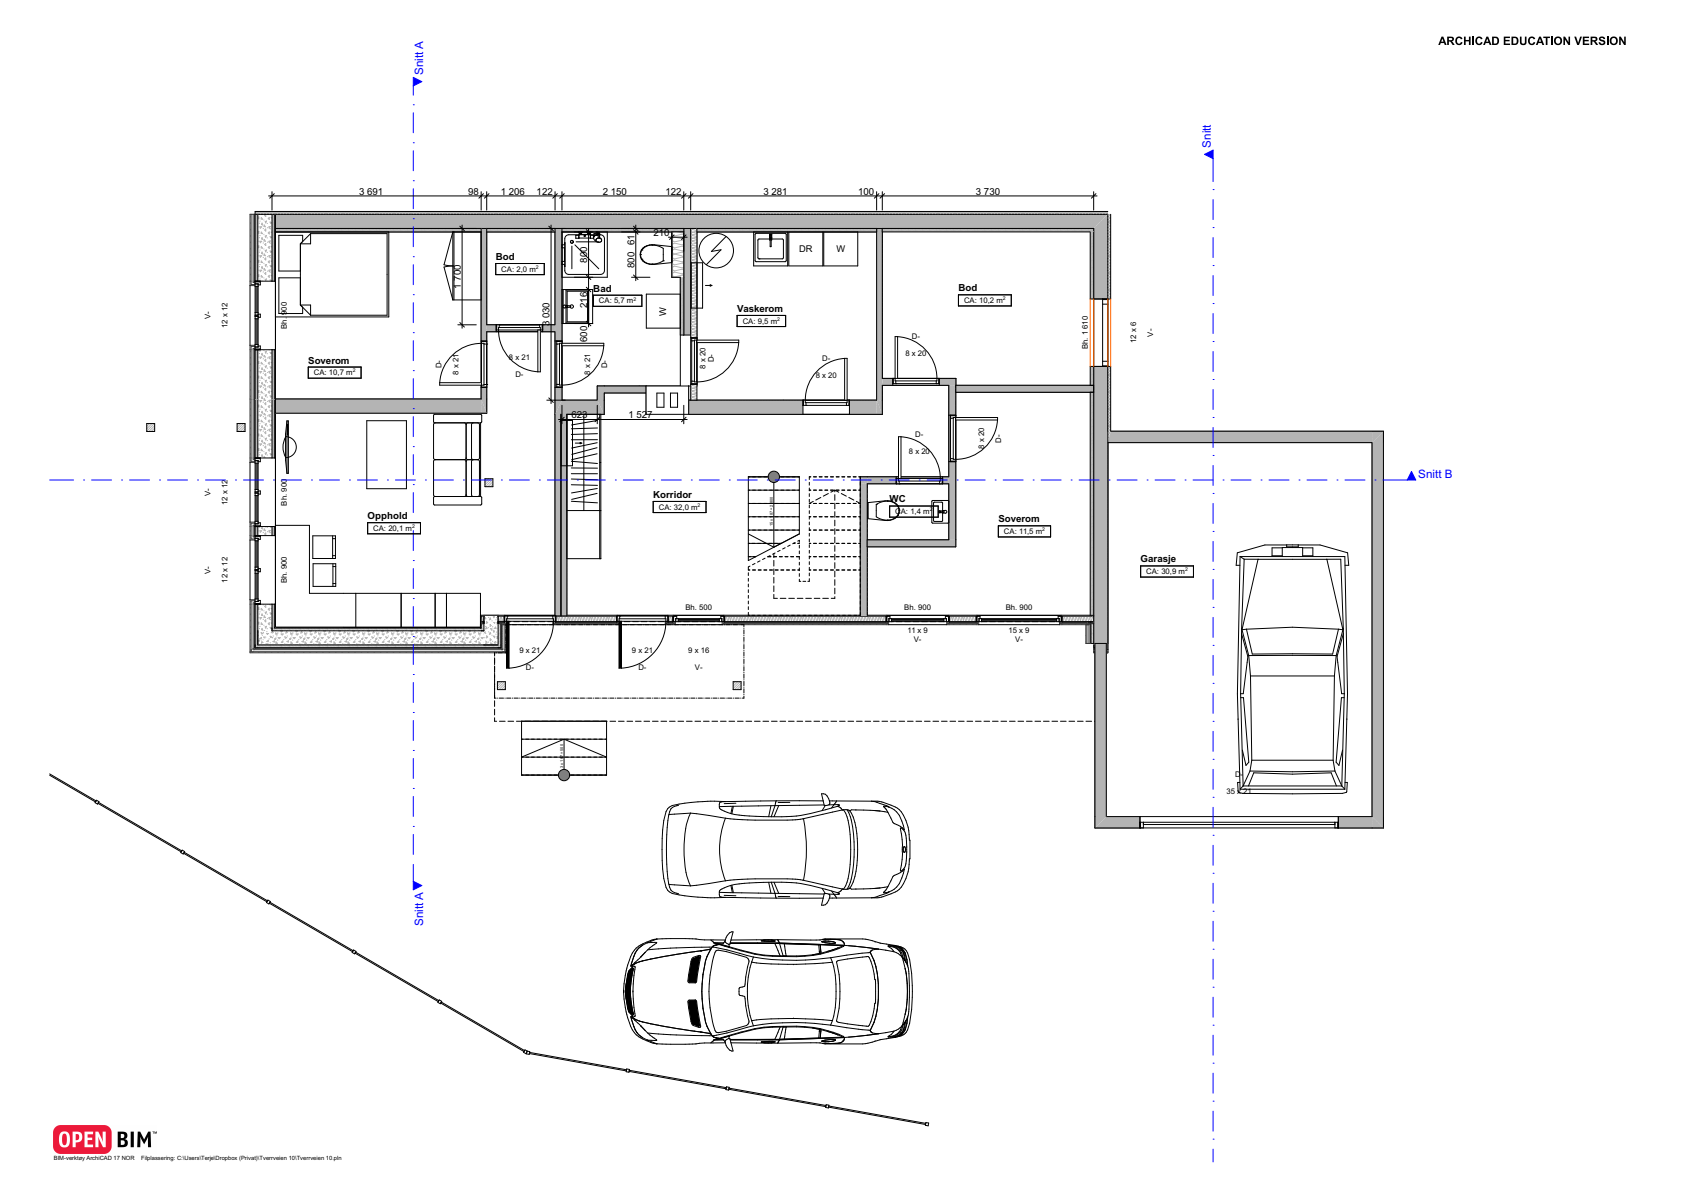 ARCHICAD EDUCATION VERSION
Snitt A
Snitt
3 691
98
1 206
122
2 150
122
3 281
100
3 730
210
800
800
61
1 700
Bod
CA: 2,0 m²
Bad
CA: 5,7 m²
216
3 030
600
W
DR
W
Vaskerom
CA: 9,5 m²
Bod
CA: 10,2 m²
V-
12 x 12
Bh. 900
Bh. 1 610
12 x 6
V-
Soverom
CA: 10,7 m²
D-
8 x 21
8 x 21
D-
8 x 21
D-
8 x 20
D-
D-
8 x 20
D-
8 x 20
623
1 527
D-
8 x 20
8 x 20
D-
Snitt B
V-
12 x 12
Bh. 900
Opphold
CA: 20,1 m²
Korridor
CA: 32,0 m²
WC
CA: 1,4 m²
Soverom
CA: 11,5 m²
Garasje
CA: 30,9 m²
V-
12 x 12
Bh. 900
Bh. 500
Bh. 900
Bh. 900
11 x 9
V-
15 x 9
V-
9 x 21
D-
9 x 21
D-
9 x 16
V-
D-
35 x 21
Snitt A
OPEN BIM™
BIM-verktøy ArchiCAD 17 NOR Filplassering: C:\Users\Terje\Dropbox (Privat)\Tverrveien 10\Tverrveien 10.pln